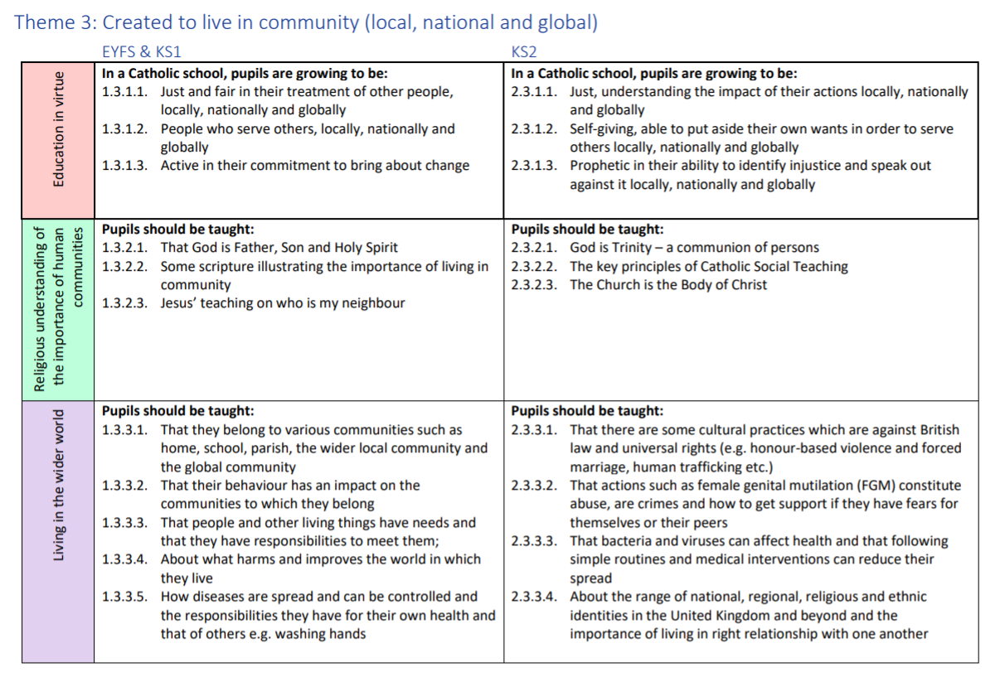 Theme 3: Created to live in community (local, national and global)
EYFS & KS1
KS2
Education in virtue
In a Catholic school, pupils are growing to be:
1.3.1.1. Just and fair in their treatment of other people,
locally, nationally and globally
1.3.1.2. People who serve others, locally, nationally and
globally
1.3.1.3. Active in their commitment to bring about change
In a Catholic school, pupils are growing to be:
2.3.1.1. Just, understanding the impact of their actions locally, nationally
and globally
2.3.1.2. Self-giving, able to put aside their own wants in order to serve
others locally, nationally and globally
2.3.1.3. Prophetic in their ability to identify injustice and speak out
against it locally, nationally and globally
Religious understanding of
the importance of human
communities
Pupils should be taught:
1.3.2.1. That God is Father, Son and Holy Spirit
1.3.2.2. Some scripture illustrating the importance of living in
community
1.3.2.3. Jesus' teaching on who is my neighbour
Pupils should be taught:
2.3.2.1. God is Trinity – a communion of persons
2.3.2.2. The key principles of Catholic Social Teaching
2.3.2.3. The Church is the Body of Christ
Living in the wider world
Pupils should be taught:
1.3.3.1. That they belong to various communities such as
home, school, parish, the wider local community and
the global community
1.3.3.2. That their behaviour has an impact on the
communities to which they belong
1.3.3.3. That people and other living things have needs and
that they have responsibilities to meet them;
1.3.3.4. About what harms and improves the world in which
they live
1.3.3.5. How diseases are spread and can be controlled and
the responsibilities they have for their own health and
that of others e.g. washing hands
Pupils should be taught:
2.3.3.1. That there are some cultural practices which are against British
law and universal rights (e.g. honour-based violence and forced
marriage, human trafficking etc.)
2.3.3.2. That actions such as female genital mutilation (FGM) constitute
abuse, are crimes and how to get support if they have fears for
themselves or their peers
2.3.3.3. That bacteria and viruses can affect health and that following
simple routines and medical interventions can reduce their
spread
2.3.3.4. About the range of national, regional, religious and ethnic
identities in the United Kingdom and beyond and the
importance of living in right relationship with one another